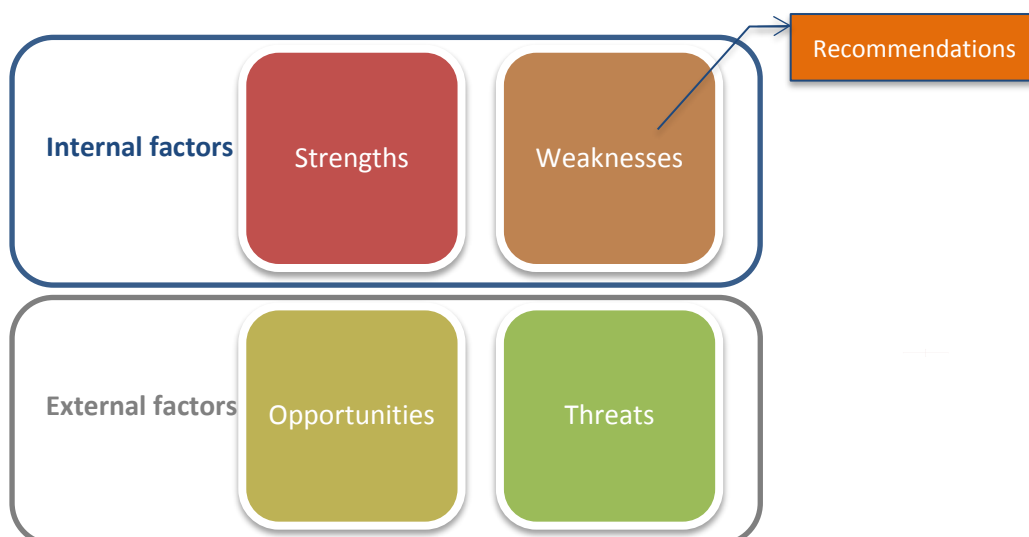 Recommendations
Internal factors
Strengths
Weaknesses
External factors
Opportunities
Threats